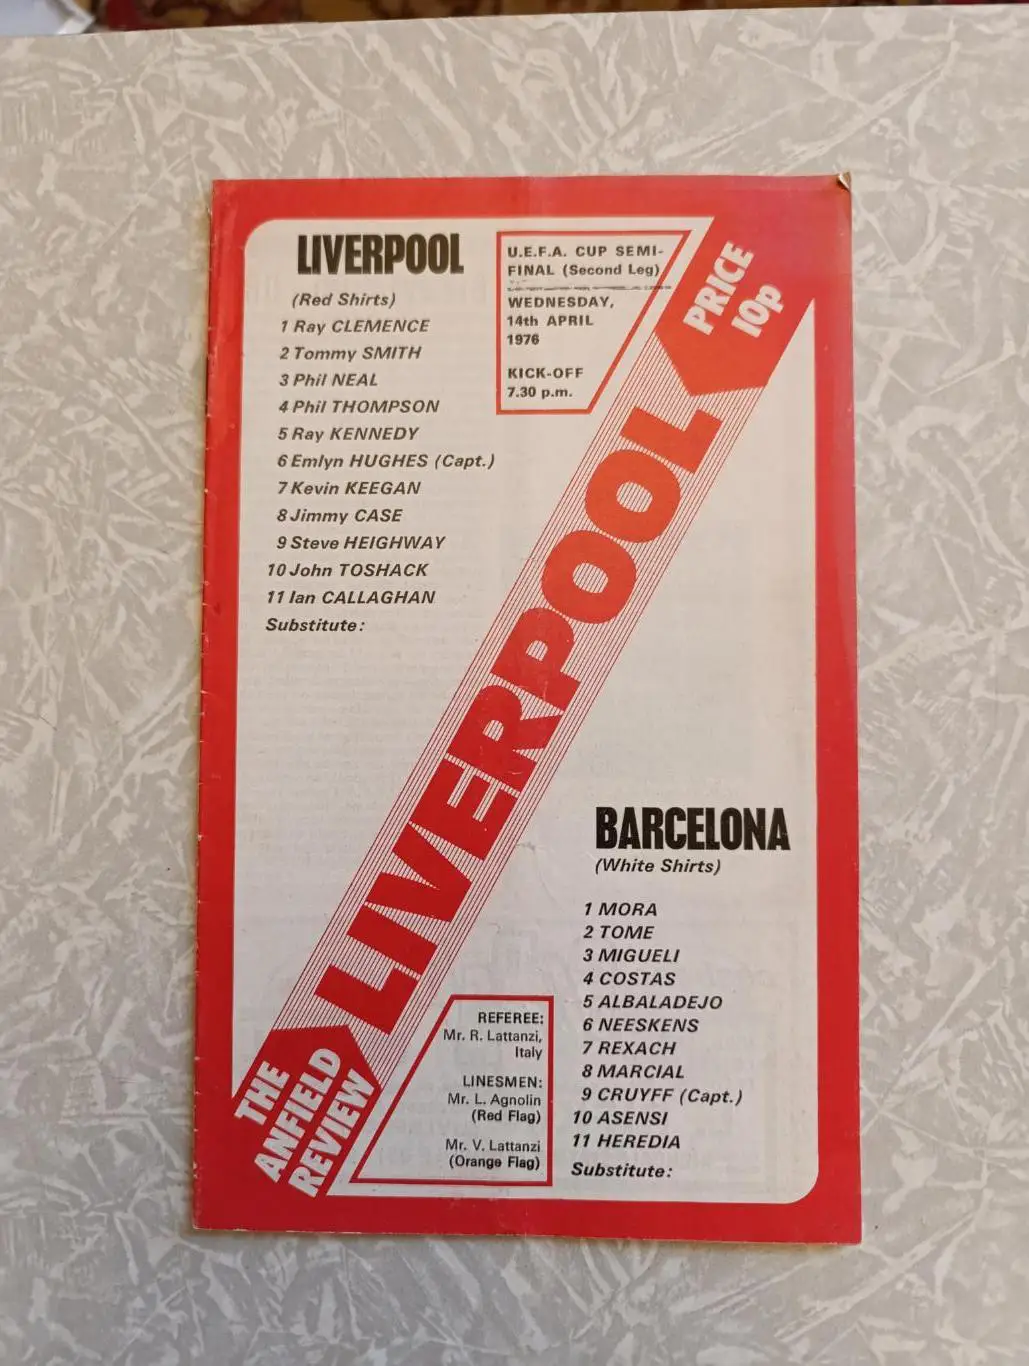 LIVERPOOL
(Red Shirts)
1 Ray CLEMENCE
2 Tommy SMITH
3 Phil NEAL
4 Phil THOMPSON
5 Ray KENNEDY
6 Emlyn HUGHES (Capt.)
7 Kevin KEEGAN
8 Jimmy CASE
9 Steve HEIGHWAY
10 John TOSHACK
11 Ian CALLAGHAN
Substitute:
U.E.F.A. CUP SEMI-
FINAL (Second Leg)
WEDNESDAY,
14th APRIL
1976
KICK-OFF
7.30 p.m.
PRICE
10p
LIVERPOOL
THE
ANFIELD
REVIEW
BARCELONA
(White Shirts)
1 MORA
2 TOME
3 MIGUELI
4 COSTAS
5 ALBALADEJO
6 NEESKENS
7 REXACH
8 MARCIAL
9 CRUYFF (Capt.)
10 ASENSI
11 HEREDIA
Substitute:
REFEREE:
Mr. R. Lattanzi,
Italy
LINESMEN:
Mr. L. Agnolin
(Red Flag)
Mr. V. Lattanzi
(Orange Flag)